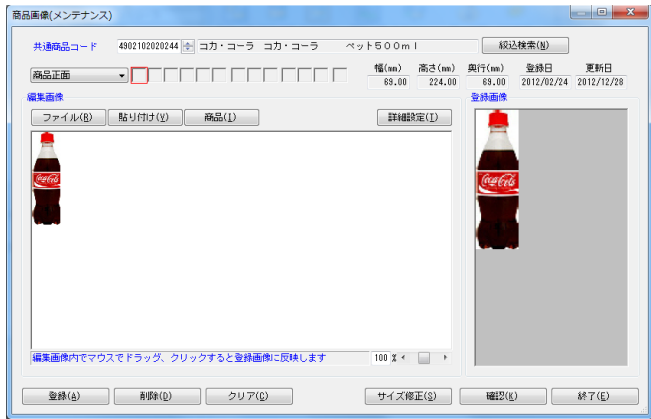 商品画像(メンテナンス)
共通商品コード 4902102020244 コカ・コーラ コカ・コーラ ペット500ml 絞込検索(N)
商品正面 幅(mm) 高さ(mm) 奥行(mm) 登録日 更新日
69.00 224.00 69.00 2012/02/24 2012/12/28
編集画像 登録画像
ファイル(R) 貼り付け(V) 商品(I) 詳細設定(T)
Coca-Cola Coca-Cola
編集画像内でマウスでドラッグ、クリックすると登録画像に反映します 100 %
登録(A) 削除(D) クリア(C) サイズ修正(S) 確認(K) 終了(E)